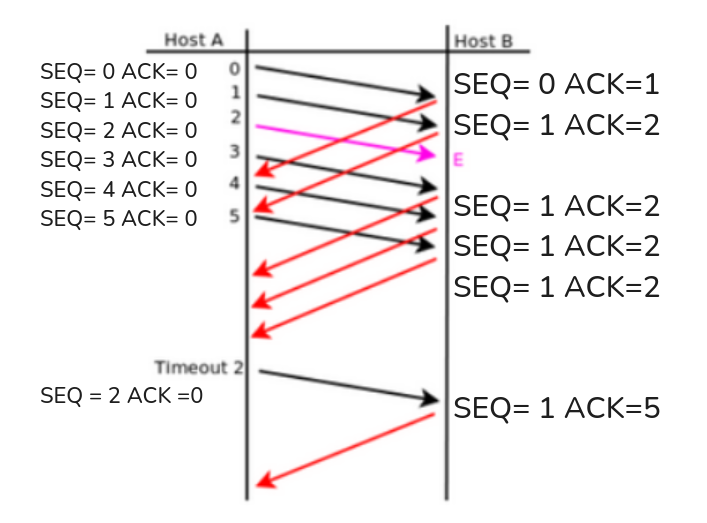 Host A
Host B
SEQ= 0 ACK= 0
0
SEQ= 0 ACK=1
SEQ= 1 ACK= 0
1
SEQ= 1 ACK=2
SEQ= 2 ACK= 0
2
E
SEQ= 3 ACK= 0
3
SEQ= 4 ACK= 0
4
SEQ= 1 ACK=2
SEQ= 5 ACK= 0
5
SEQ= 1 ACK=2
SEQ= 1 ACK=2
Timeout 2
SEQ = 2 ACK =0
SEQ= 1 ACK=5